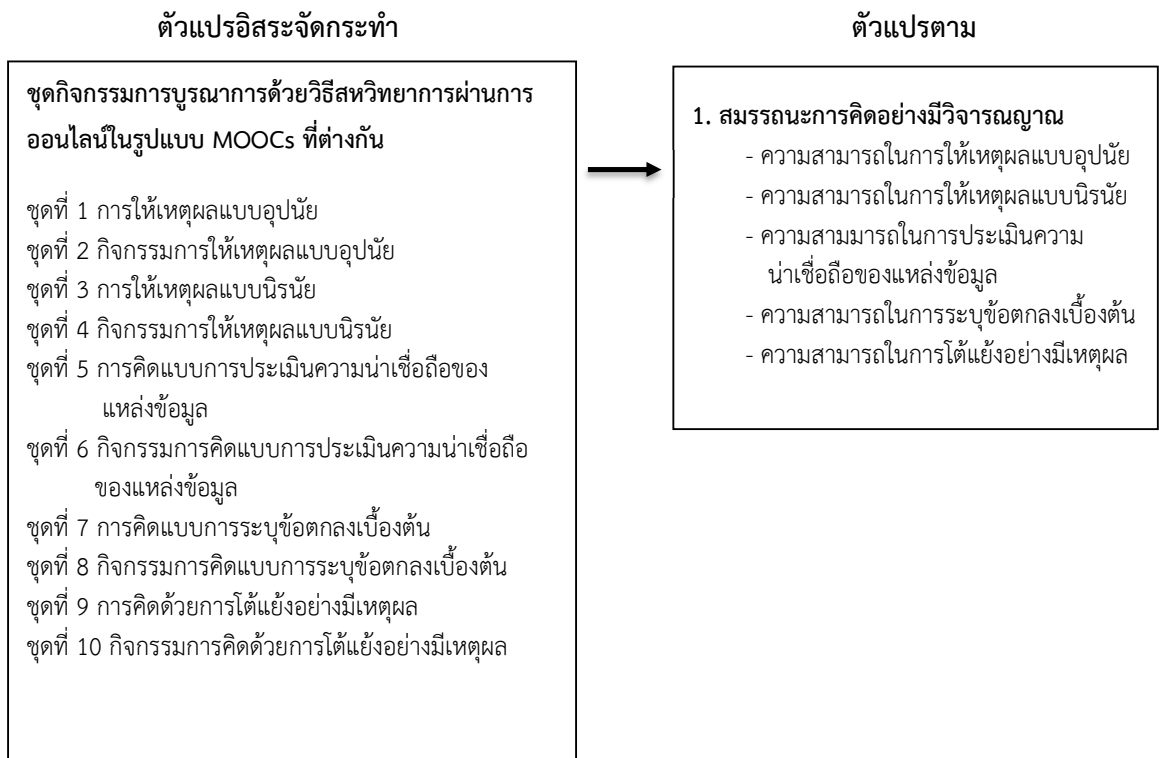 ตัวแปรอิสระจัดกระทำ
ชุดกิจกรรมการบูรณาการด้วยวิธีสหวิทยาการผ่านการ
ออนไลน์ในรูปแบบ MOOCs ที่ต่างกัน
ชุดที่ 1 การให้เหตุผลแบบอุปนัย
ชุดที่ 2 กิจกรรมการให้เหตุผลแบบอุปนัย
ชุดที่ 3 การให้เหตุผลแบบนิรนัย
ชุดที่ 4 กิจกรรมการให้เหตุผลแบบนิรนัย
ชุดที่ 5 การคิดแบบการประเมินความน่าเชื่อถือของ
แหล่งข้อมูล
ชุดที่ 6 กิจกรรมการคิดแบบการประเมินความน่าเชื่อถือ
ของแหล่งข้อมูล
ชุดที่ 7 การคิดแบบการระบุข้อตกลงเบื้องต้น
ชุดที่ 8 กิจกรรมการคิดแบบการระบุข้อตกลงเบื้องต้น
ชุดที่ 9 การคิดด้วยการโต้แย้งอย่างมีเหตุผล
ชุดที่ 10 กิจกรรมการคิดด้วยการโต้แย้งอย่างมีเหตุผล
ตัวแปรตาม
1. สมรรถนะการคิดอย่างมีวิจารณญาณ
- ความสามารถในการให้เหตุผลแบบอุปนัย
- ความสามารถในการให้เหตุผลแบบนิรนัย
- ความสามมารถในการประเมินความ
น่าเชื่อถือของแหล่งข้อมูล
- ความสามารถในการระบุข้อตกลงเบื้องต้น
- ความสามารถในการโต้แย้งอย่างมีเหตุผล